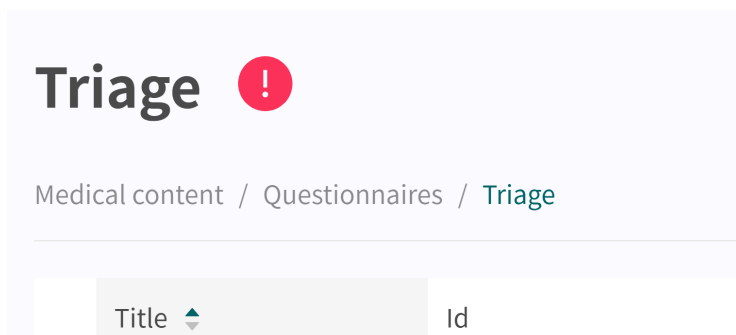 Triage !
Medical content / Questionnaires / Triage
Title Id